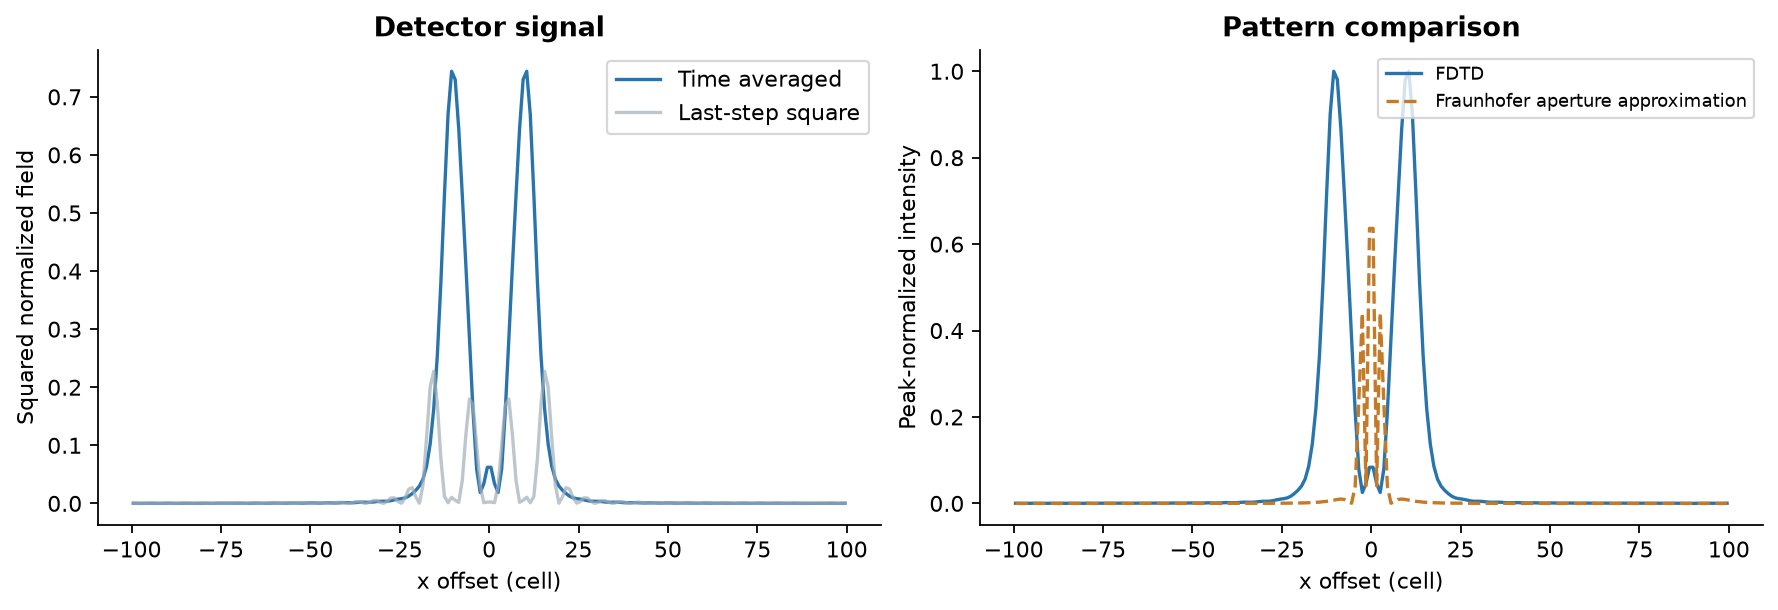 Detector signal
Squared normalized field
0.7
0.6
0.5
0.4
0.3
0.2
0.1
0.0
Time averaged
Last-step square
−100 −75 −50 −25 0 25 50 75 100
x offset (cell)
Pattern comparison
Peak-normalized intensity
1.0
0.8
0.6
0.4
0.2
0.0
FDTD
Fraunhofer aperture approximation
−100 −75 −50 −25 0 25 50 75 100
x offset (cell)